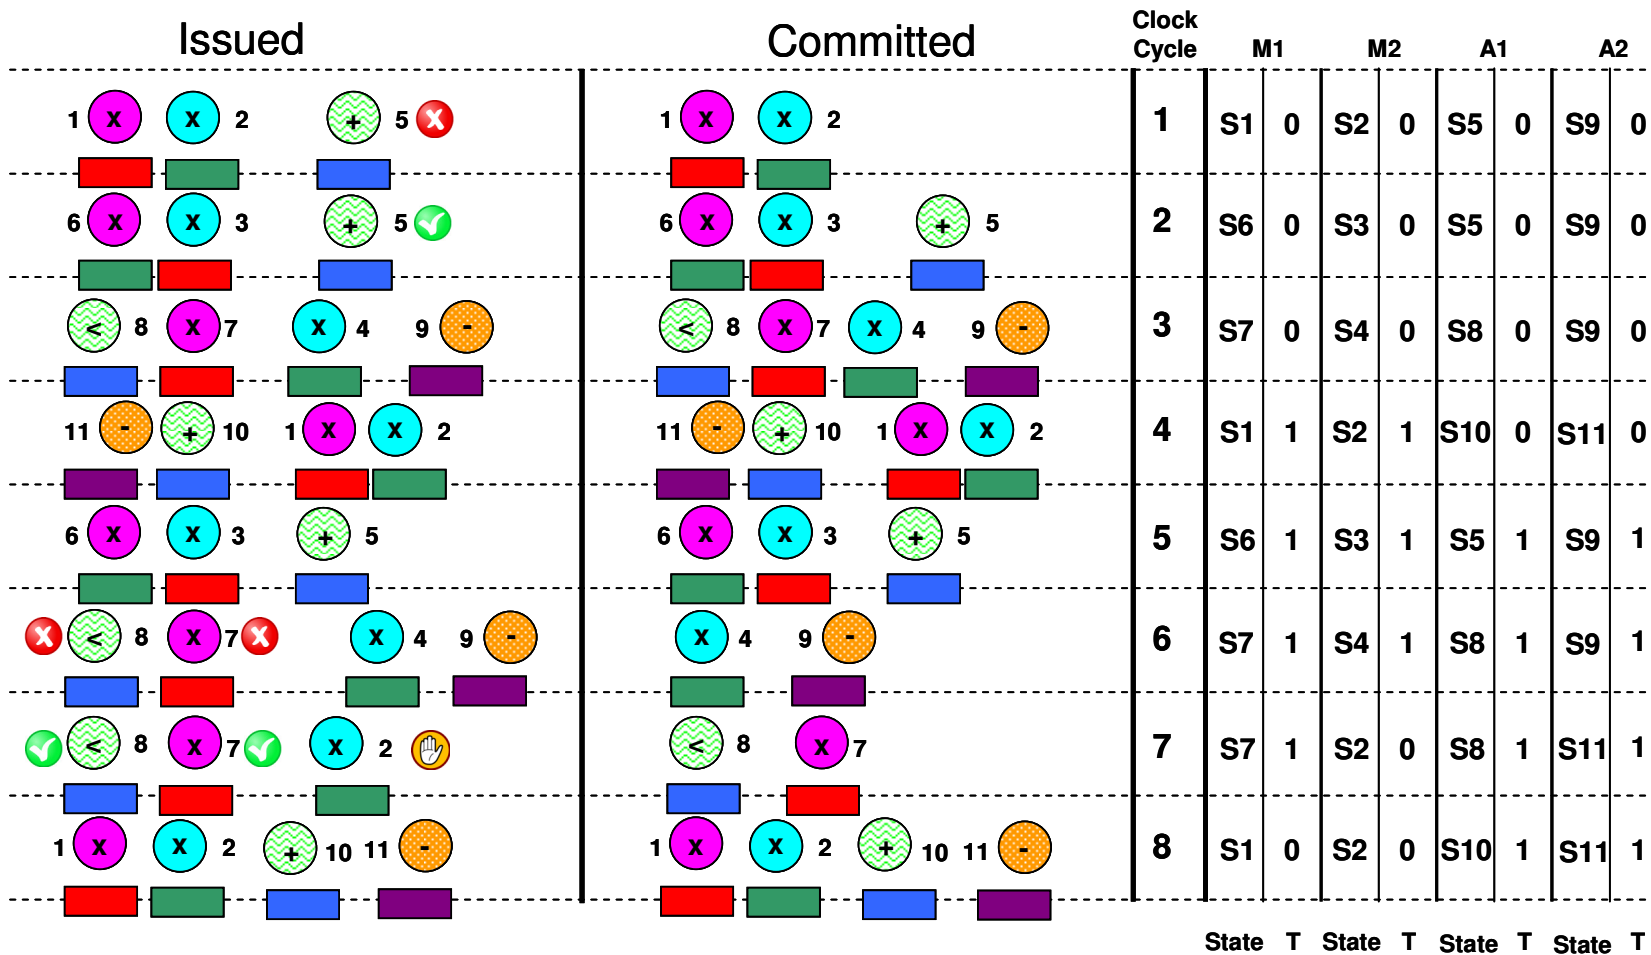 Issued Committed Clock Cycle M1 M2 A1 A2
1 x x 2 + 5 x 1 x x 2 1 S1 0 S2 0 S5 0 S9 0
6 x x 3 + 5 6 x x 3 + 5 2 S6 0 S3 0 S5 0 S9 0
< 8 x 7 x 4 9 - < 8 x 7 x 4 9 - 3 S7 0 S4 0 S8 0 S9 0
11 - + 10 1 x x 2 11 - + 10 1 x x 2 4 S1 1 S2 1 S10 0 S11 0
6 x x 3 + 5 6 x x 3 + 5 5 S6 1 S3 1 S5 1 S9 1
x < 8 x 7 x x 4 9 - x 4 9 - 6 S7 1 S4 1 S8 1 S9 1
< 8 x 7 x 2 < 8 x 7 7 S7 1 S2 0 S8 1 S11 1
1 x x 2 + 10 11 - 1 x x 2 + 10 11 - 8 S1 0 S2 0 S10 1 S11 1
State T State T State T State T